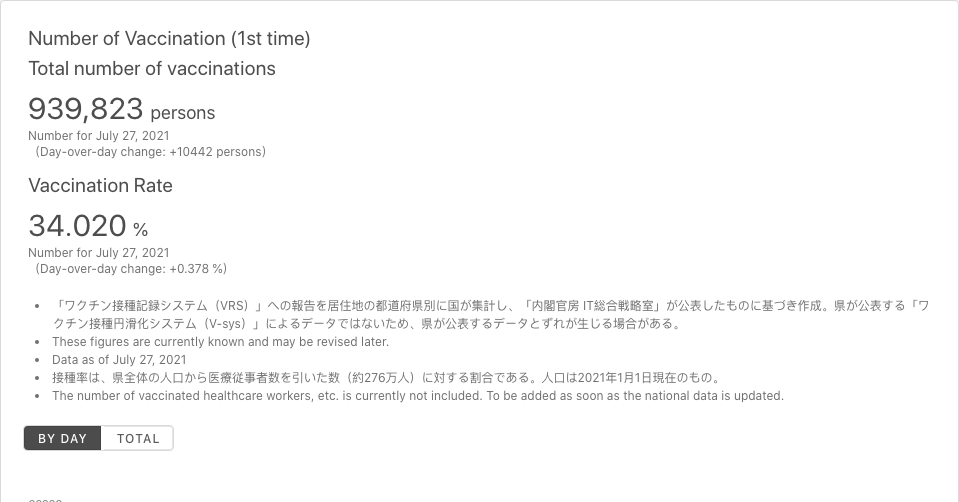 Number of Vaccination (1st time)
Total number of vaccinations
939,823 persons
Number for July 27, 2021
（Day-over-day change: +10442 persons）
Vaccination Rate
34.020 %
Number for July 27, 2021
（Day-over-day change: +0.378 %）
• 「ワクチン接種記録システム（VRS）」への報告を居住地の都道府県別に国が集計し、「内閣官房 IT総合戦略室」が公表したものに基づき作成。県が公表する「ワ
クチン接種円滑化システム（V-sys）」によるデータではないため、県が公表するデータとずれが生じる場合がある。
• These figures are currently known and may be revised later.
• Data as of July 27, 2021
• 接種率は、県全体の人口から医療従事者数を引いた数（約276万人）に対する割合である。人口は2021年1月1日現在のもの。
• The number of vaccinated healthcare workers, etc. is currently not included. To be added as soon as the national data is updated.
BY DAY TOTAL